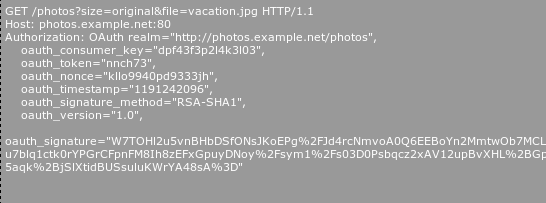 GET /photos?size=original&file=vacation.jpg HTTP/1.1
Host: photos.example.net:80
Authorization: OAuth realm="http://photos.example.net/photos",
oauth_consumer_key="dpf43f3p2l4k3l03",
oauth_token="nnch73",
oauth_nonce="kllo9940pd9333jh",
oauth_timestamp="1191242096",
oauth_signature_method="RSA-SHA1",
oauth_version="1.0",
oauth_signature="W7TOHI2u5vnBHbDSfONsJKoEPg%2FJd4rcNmvoA0Q6EEBoYn2MmtwOb7MCL
u7blq1ctk0rYPGrCFpnFM8Ih8zEFxGpuyDNoy%2Fsym1%2Fs03D0Psbqcz2xAV12upBvXHL%2BGp
5aqk%2BjSIXtidBUSsuluKWrYA48sA%3D"